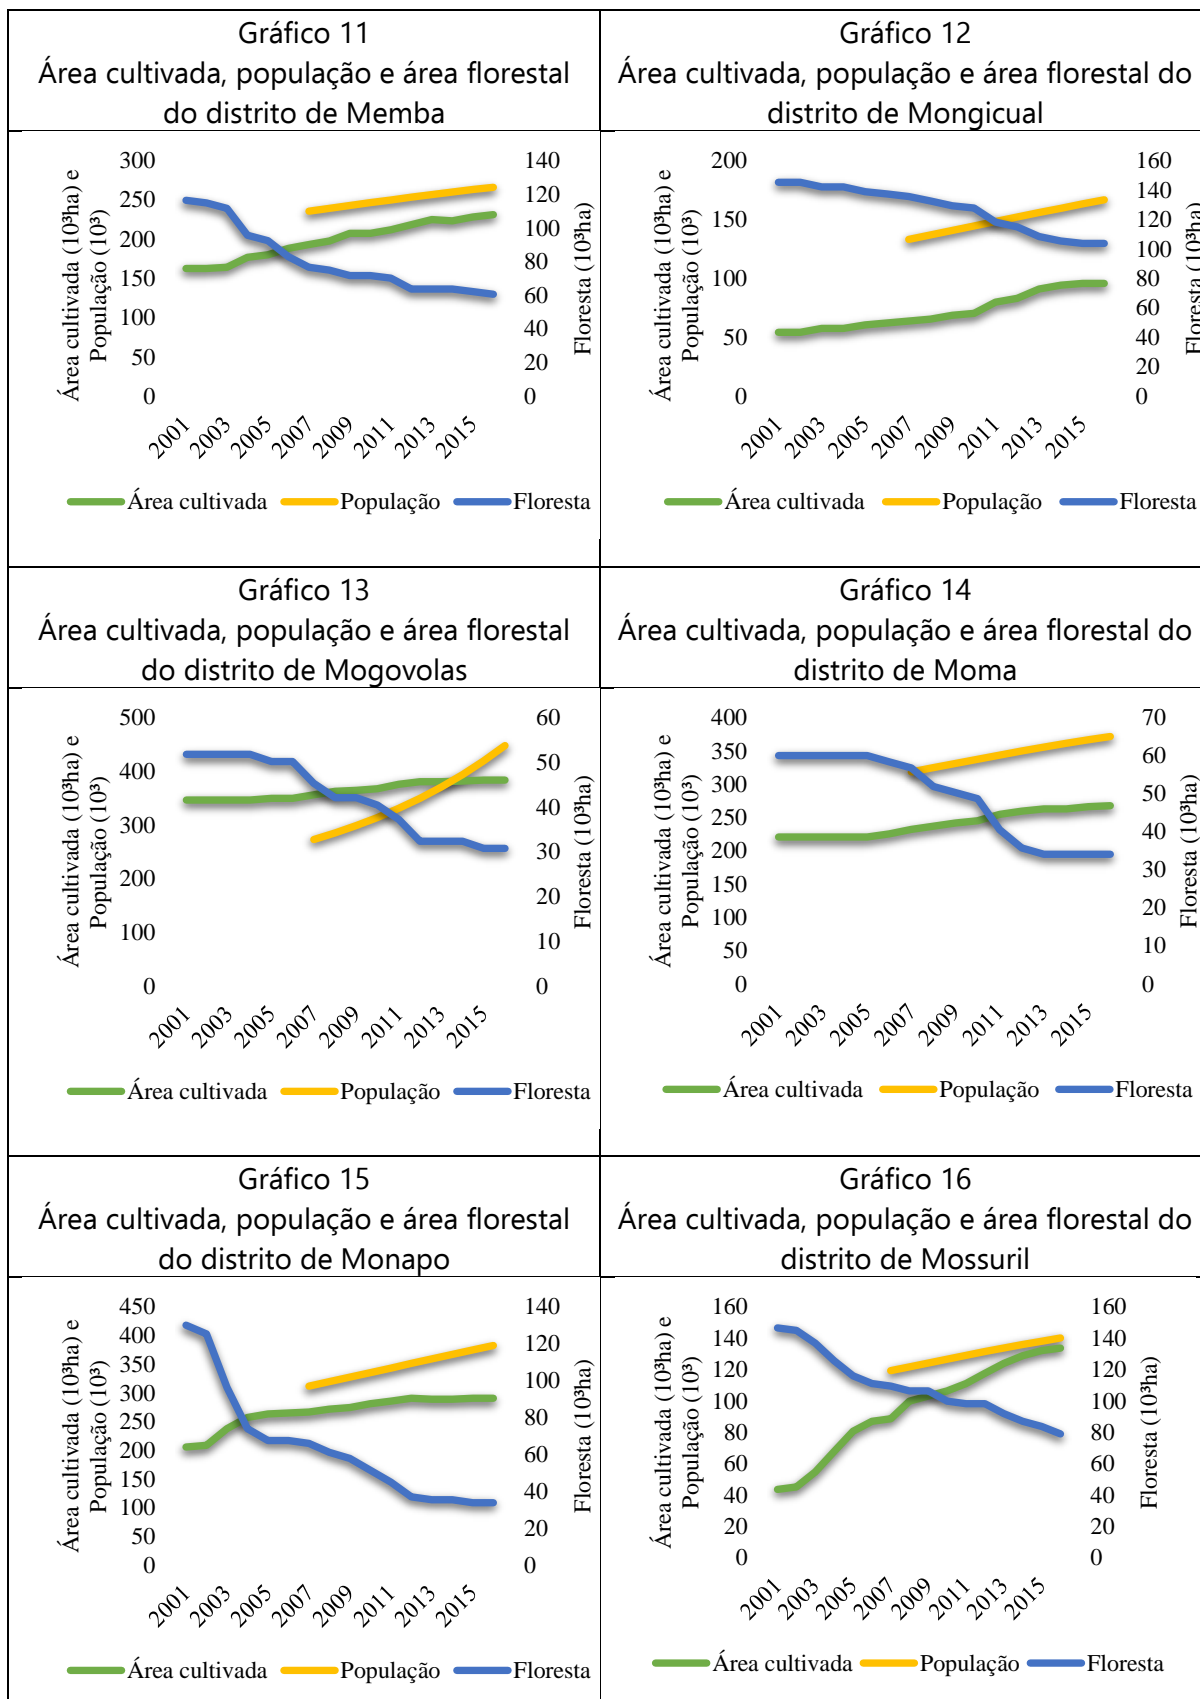 Gráfico 11
Área cultivada, população e área florestal
do distrito de Memba
Área cultivada (10³ha) e
População (10³)
300
250
200
150
100
50
0
140
120
100
80
60
40
20
0
Floresta (10³ha)
2001
2003
2005
2007
2009
2011
2013
2015
Área cultivada
População
Floresta
Gráfico 12
Área cultivada, população e área florestal do
distrito de Mongicual
Área cultivada (10³ha) e
População (10³)
200
150
100
50
0
160
140
120
100
80
60
40
20
0
Floresta (10³ha)
2001
2003
2005
2007
2009
2011
2013
2015
Área cultivada
População
Floresta
Gráfico 13
Área cultivada, população e área florestal
do distrito de Mogovolas
Área cultivada (10³ha) e
População (10³)
500
400
300
200
100
0
60
50
40
30
20
10
0
Floresta (10³ha)
2001
2003
2005
2007
2009
2011
2013
2015
Área cultivada
População
Floresta
Gráfico 14
Área cultivada, população e área florestal do
distrito de Moma
Área cultivada (10³ha) e
População (10³)
400
350
300
250
200
150
100
50
0
70
60
50
40
30
20
10
0
Floresta (10³ha)
2001
2003
2005
2007
2009
2011
2013
2015
Área cultivada
População
Floresta
Gráfico 15
Área cultivada, população e área florestal
do distrito de Monapo
Área cultivada (10³ha) e
População (10³)
450
400
350
300
250
200
150
100
50
0
140
120
100
80
60
40
20
0
Floresta (10³ha)
2001
2003
2005
2007
2009
2011
2013
2015
Área cultivada
População
Floresta
Gráfico 16
Área cultivada, população e área florestal do
distrito de Mossuril
Área cultivada (10³ha) e
População (10³)
160
140
120
100
80
60
40
20
0
160
140
120
100
80
60
40
20
0
Floresta (10³ha)
2001
2003
2005
2007
2009
2011
2013
2015
Área cultivada
População
Floresta